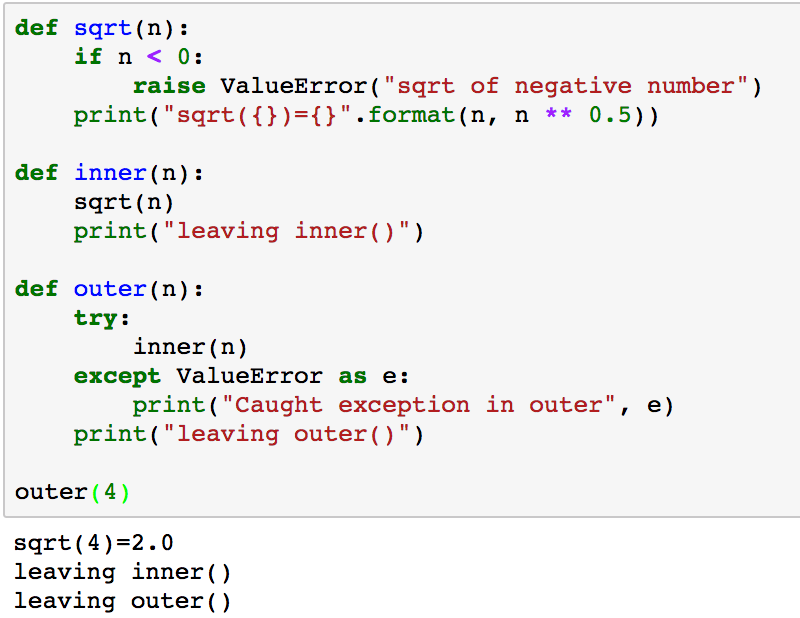 def sqrt(n):
    if n < 0:
        raise ValueError("sqrt of negative number")
    print("sqrt({})={}".format(n, n ** 0.5))

def inner(n):
    sqrt(n)
    print("leaving inner()")

def outer(n):
    try:
        inner(n)
    except ValueError as e:
        print("Caught exception in outer", e)
    print("leaving outer()")

outer(4)
sqrt(4)=2.0
leaving inner()
leaving outer()